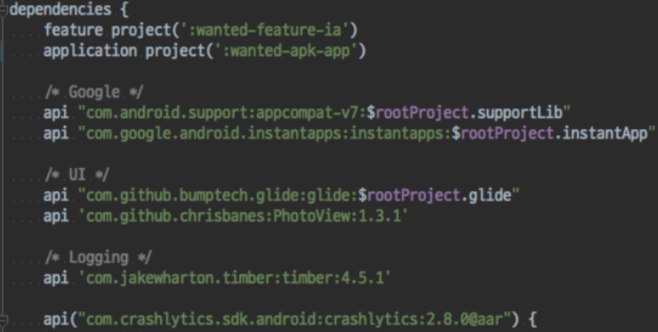 dependencies {
feature project(':wanted-feature-ia')
application project(':wanted-apk-app')
/* Google */
api "com.android.support:appcompat-v7:$rootProject.supportLib"
api "com.google.android.instantapps:instantapps:$rootProject.instantApp"
/* UI */
api "com.github.bumptech.glide:glide:$rootProject.glide"
api 'com.github.chrisbanes:PhotoView:1.3.1'
/* Logging */
api 'com.jakewharton.timber:timber:4.5.1'
api("com.crashlytics.sdk.android:crashlytics:2.8.0@aar") {